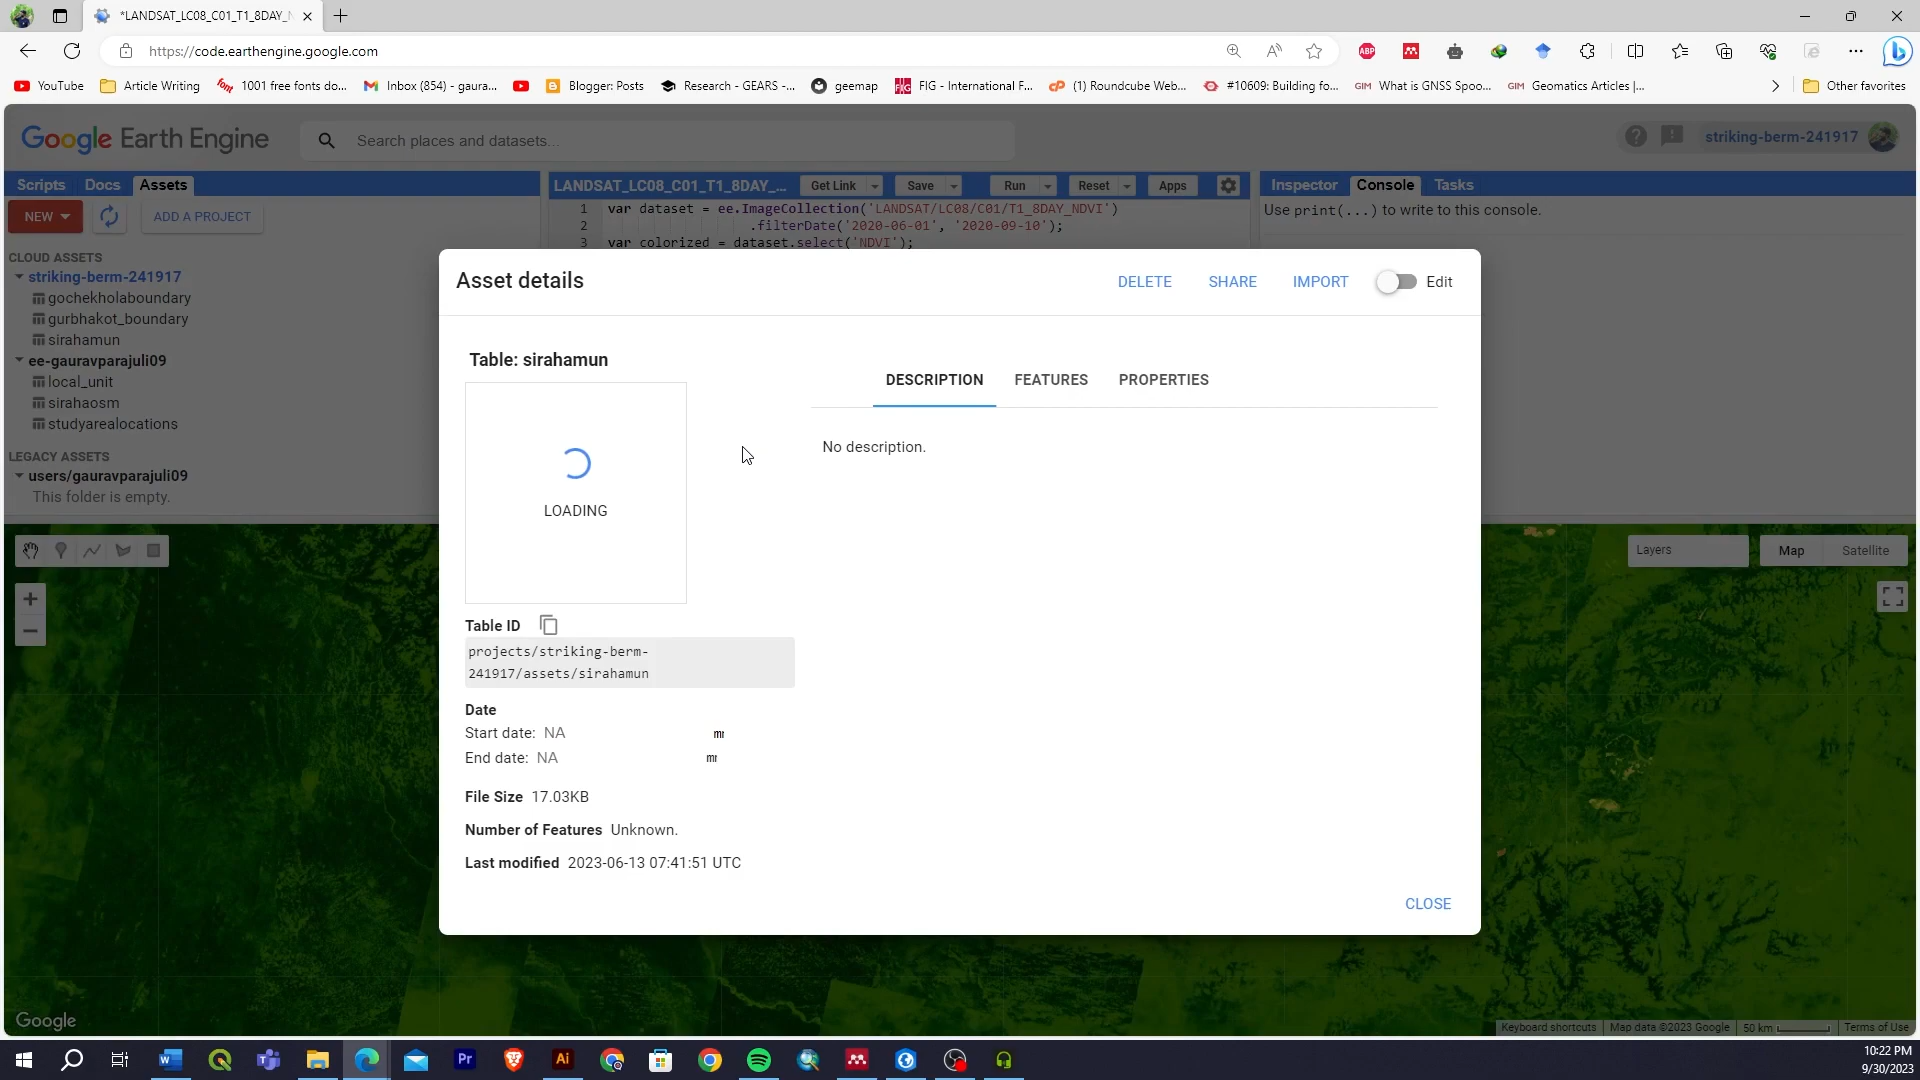 *LANDSAT_LC08_C01_T1_8DAY_N
https://code.earthengine.google.com
YouTube
Article Writing
1001 free fonts do...
Inbox (854) - gaura...
Blogger: Posts
Research - GEARS -...
geemap
FIG - International F...
(1) Roundcube Web...
#10609: Building fo...
GIM What is GNSS Spoo...
GIM Geomatics Articles |...
Other favorites
Google Earth Engine
Search places and datasets...
striking-berm-241917
Scripts Docs Assets
LANDSAT_LC08_C01_T1_8DAY_...
Get Link Save Run Reset Apps
Inspector Console Tasks
NEW
ADD A PROJECT
1 var dataset = ee.ImageCollection('LANDSAT/LC08/C01/T1_8DAY_NDVI')
2 .filterDate('2020-06-01', '2020-09-10');
3 var colorized = dataset.select('NDVI');
Use print(...) to write to this console.
CLOUD ASSETS
striking-berm-241917
gochekholaboundary
gurbhakot_boundary
sirahamun
ee-gauravparajuli09
local_unit
sirahaosm
studyarealocations
LEGACY ASSETS
users/gauravparajuli09
This folder is empty.
Asset details
DELETE SHARE IMPORT Edit
Table: sirahamun
DESCRIPTION FEATURES PROPERTIES
No description.
LOADING
Table ID
projects/striking-berm-
241917/assets/sirahamun
Date
Start date: NA
End date: NA
File Size 17.03KB
Number of Features Unknown.
Last modified 2023-06-13 07:41:51 UTC
CLOSE
Layers
Map Satellite
Google
Keyboard shortcuts Map data ©2023 Google 50 km Terms of Use
10:22 PM
9/30/2023